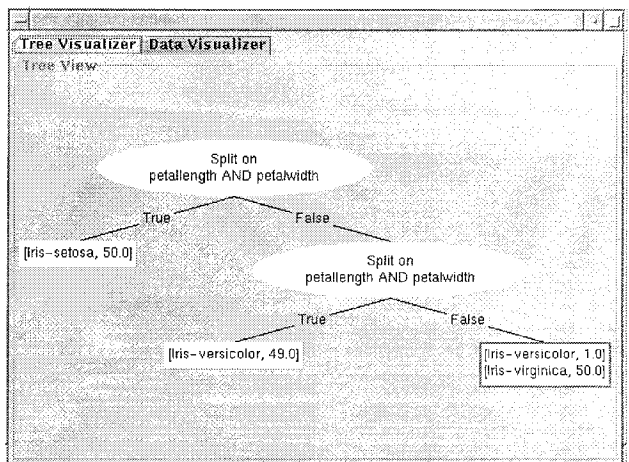 Tree Visualizer Data Visualizer
Tree View
Split on
petallength AND petalwidth
True False
[Iris-setosa, 50.0]
Split on
petallength AND petalwidth
True False
[Iris-versicolor, 49.0]
[Iris-versicolor, 1.0]
[Iris-virginica, 50.0]